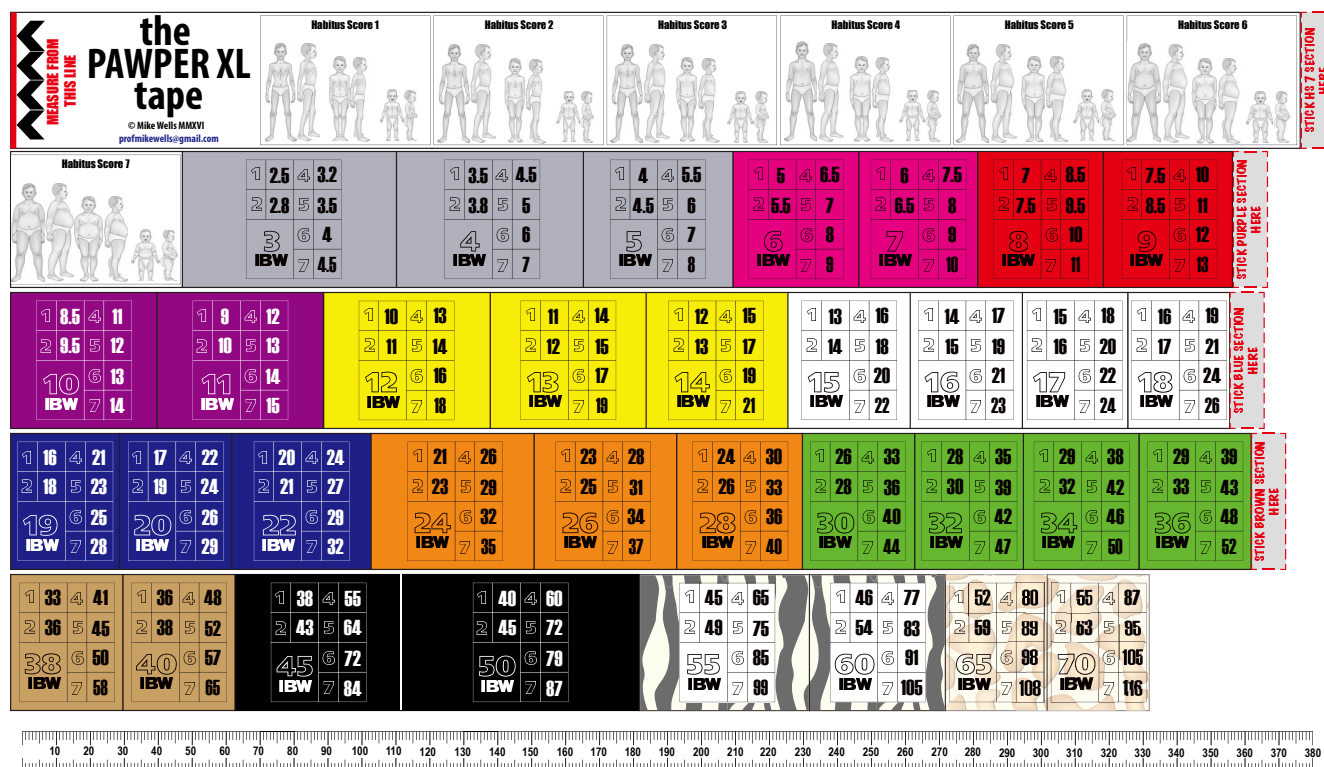 MEASURE FROM
THIS LINE
the
PAWPER XL
tape
© Mike Wells MMXVI
profmikewells@gmail.com
Habitus Score 1
Habitus Score 2
Habitus Score 3
Habitus Score 4
Habitus Score 5
Habitus Score 6
STICK HS 7 SECTION
HERE
Habitus Score 7
1 2.5 4 3.2
2 2.8 5 3.5
3 IBW 6 4
7 4.5
1 3.5 4 4.5
2 3.8 5 5
4 IBW 6 6
7 7
1 4 4 5.5
2 4.5 5 6
5 IBW 6 7
7 8
1 5 4 6.5
2 5.5 5 7
6 IBW 6 8
7 9
1 6 4 7.5
2 6.5 5 8
7 IBW 6 9
7 10
1 7 4 8.5
2 7.5 5 9.5
8 IBW 6 10
7 11
1 7.5 4 10
2 8.5 5 11
9 IBW 6 12
7 13
STICK PURPLE SECTION
HERE
1 8.5 4 11
2 9.5 5 12
10 IBW 6 13
7 14
1 9 4 12
2 10 5 13
11 IBW 6 14
7 15
1 10 4 13
2 11 5 14
12 IBW 6 16
7 18
1 11 4 14
2 12 5 15
13 IBW 6 17
7 19
1 12 4 15
2 13 5 17
14 IBW 6 19
7 21
1 13 4 16
2 14 5 18
15 IBW 6 20
7 22
1 14 4 17
2 15 5 19
16 IBW 6 21
7 23
1 15 4 18
2 16 5 20
17 IBW 6 22
7 24
1 16 4 19
2 17 5 21
18 IBW 6 24
7 26
STICK BLUE SECTION
HERE
1 16 4 21
2 18 5 23
19 IBW 6 25
7 28
1 17 4 22
2 19 5 24
20 IBW 6 26
7 29
1 20 4 24
2 21 5 27
22 IBW 6 29
7 32
1 21 4 26
2 23 5 29
24 IBW 6 32
7 35
1 23 4 28
2 25 5 31
26 IBW 6 34
7 37
1 24 4 30
2 26 5 33
28 IBW 6 36
7 40
1 26 4 33
2 28 5 36
30 IBW 6 40
7 44
1 28 4 35
2 30 5 39
32 IBW 6 42
7 47
1 29 4 38
2 32 5 42
34 IBW 6 46
7 50
1 29 4 39
2 33 5 43
36 IBW 6 48
7 52
STICK BROWN SECTION
HERE
1 33 4 41
2 36 5 45
38 IBW 6 50
7 58
1 36 4 48
2 38 5 52
40 IBW 6 57
7 65
1 38 4 55
2 43 5 64
45 IBW 6 72
7 84
1 40 4 60
2 45 5 72
50 IBW 6 79
7 87
1 45 4 65
2 49 5 75
55 IBW 6 85
7 99
1 46 4 77
2 54 5 83
60 IBW 6 91
7 105
1 52 4 80
2 59 5 89
65 IBW 6 98
7 108
1 55 4 87
2 63 5 95
70 IBW 6 105
7 116
10 20 30 40 50 60 70 80 90 100 110 120 130 140 150 160 170 180 190 200 210 220 230 240 250 260 270 280 290 300 310 320 330 340 350 360 370 380